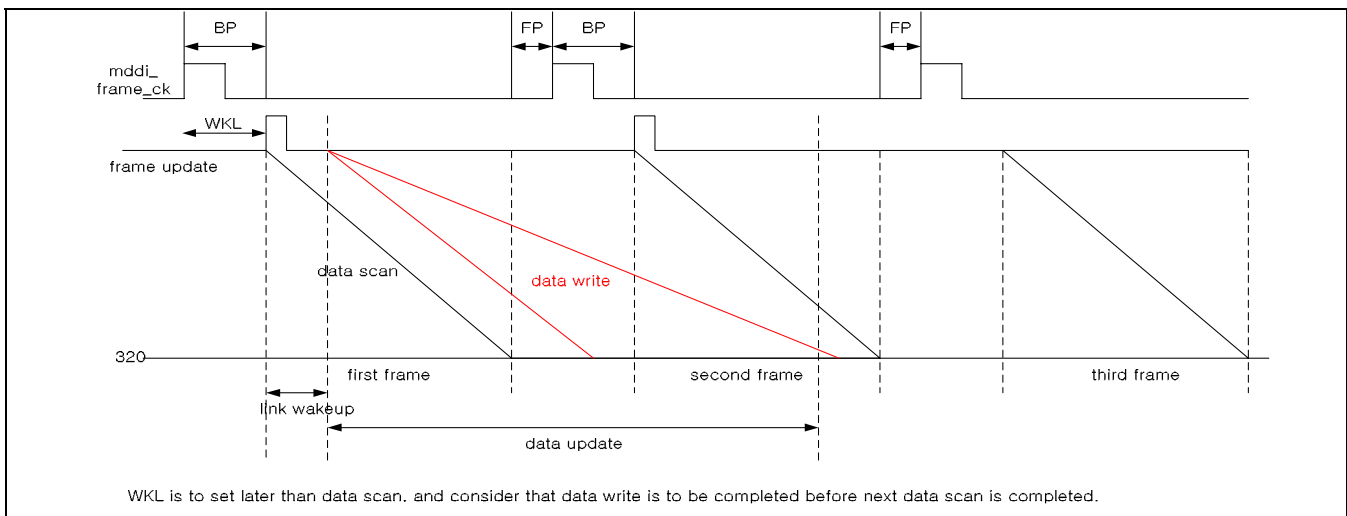 BP
FP
BP
FP
mddi_
frame_ck
WKL
frame update
data scan
data write
320
first frame
second frame
third frame
link wakeup
data update
WKL is to set later than data scan. and consider that data write is to be completed before next data scan is completed.